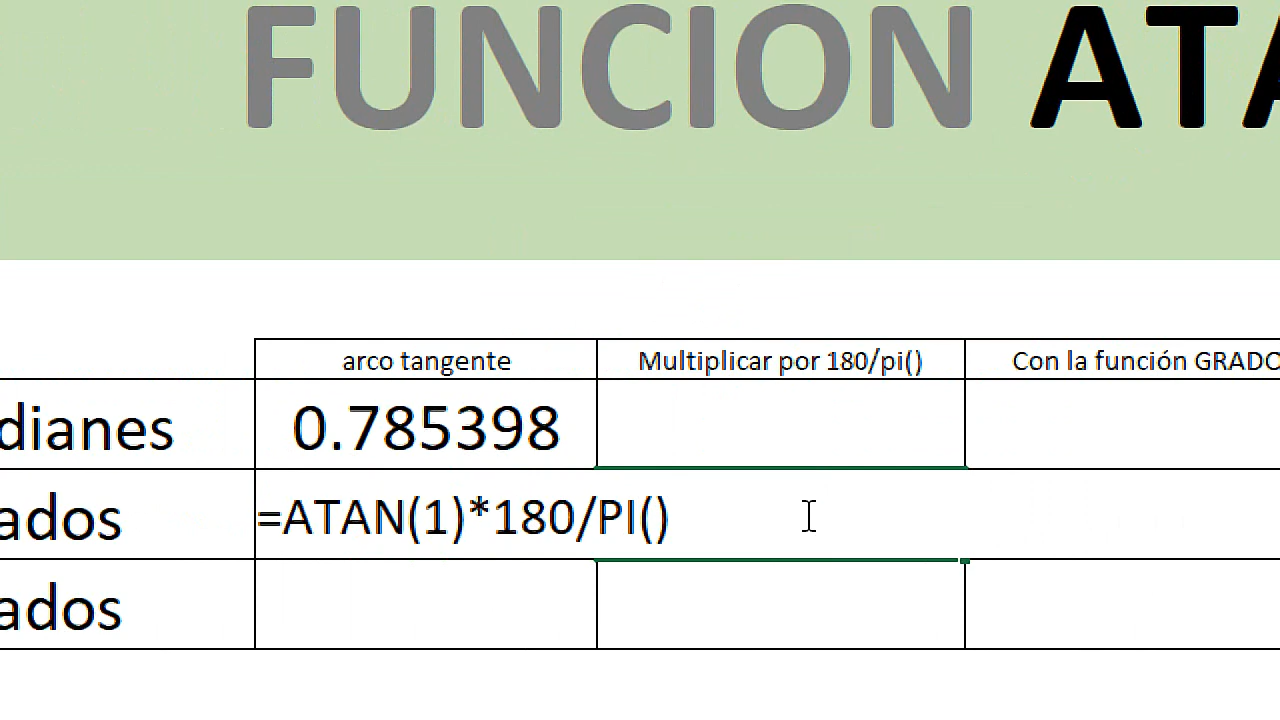 FUNCION ATA
arco tangente Multiplicar por 180/pi() Con la función GRADO
dianes 0.785398
ados =ATAN(1)*180/PI()
ados